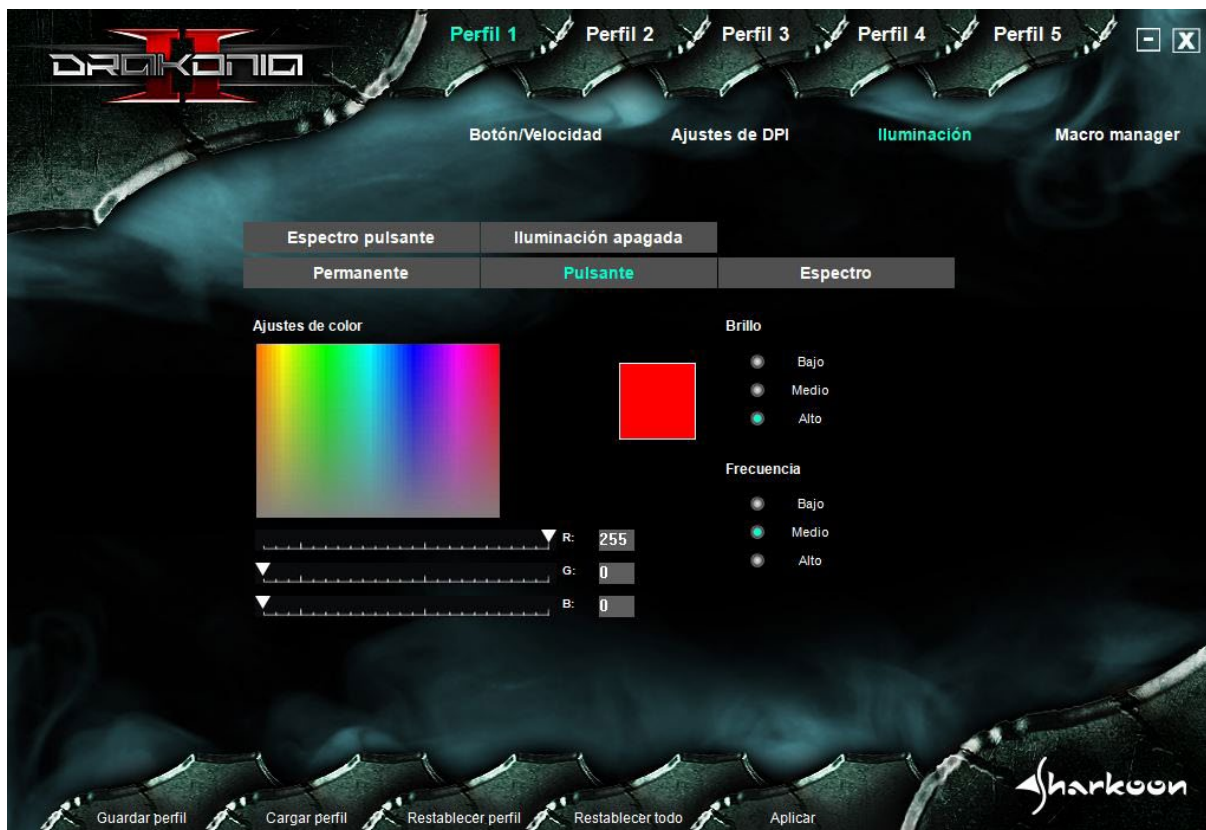 DRAKONIA II
Perfil 1 Perfil 2 Perfil 3 Perfil 4 Perfil 5
Botón/Velocidad Ajustes de DPI Iluminación Macro manager
Espectro pulsante Iluminación apagada
Permanente Pulsante Espectro
Ajustes de color
Brillo
Bajo
Medio
Alto
Frecuencia
Bajo
Medio
Alto
R: 255
G: 0
B: 0
Sharkoon
Guardar perfil Cargar perfil Restablecer perfil Restablecer todo Aplicar